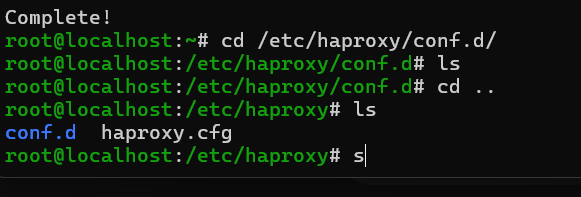 Complete!
root@localhost:~# cd /etc/haproxy/conf.d/
root@localhost:/etc/haproxy/conf.d# ls
root@localhost:/etc/haproxy/conf.d# cd ..
root@localhost:/etc/haproxy# ls
conf.d  haproxy.cfg
root@localhost:/etc/haproxy# s